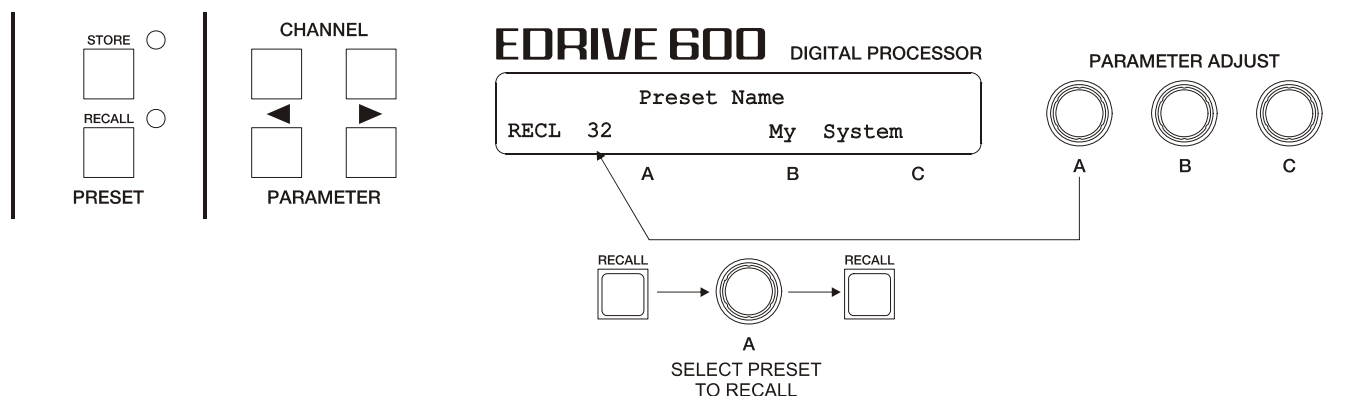 STORE
RECALL
PRESET
CHANNEL
PARAMETER
EDRIVE 600 DIGITAL PROCESSOR
Preset Name
RECL 32 My System
A B C
PARAMETER ADJUST
A B C
RECALL
RECALL
A
SELECT PRESET
TO RECALL